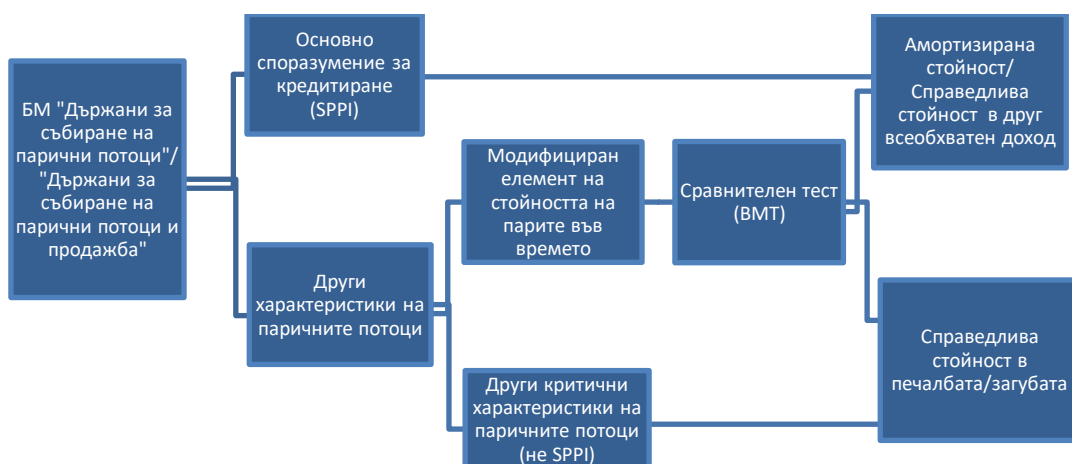 БМ "Държани за
събиране на
парични потоци"/
"Държани за
събиране на
парични потоци и
продажба"
Основно
споразумение за
кредитиране
(SPPI)
Други
характеристики на
паричните потоци
Модифициран
елемент на
стойността на
парите във
времето
Други критични
характеристики на
паричните потоци
(не SPPI)
Сравнителен тест
(BMT)
Амортизирана
стойност/
Справедлива
стойност в друг
всеобхватен доход
Справедлива
стойност в
печалбата/загубата